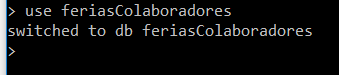 > use feriasColaboradores
switched to db feriasColaboradores
>